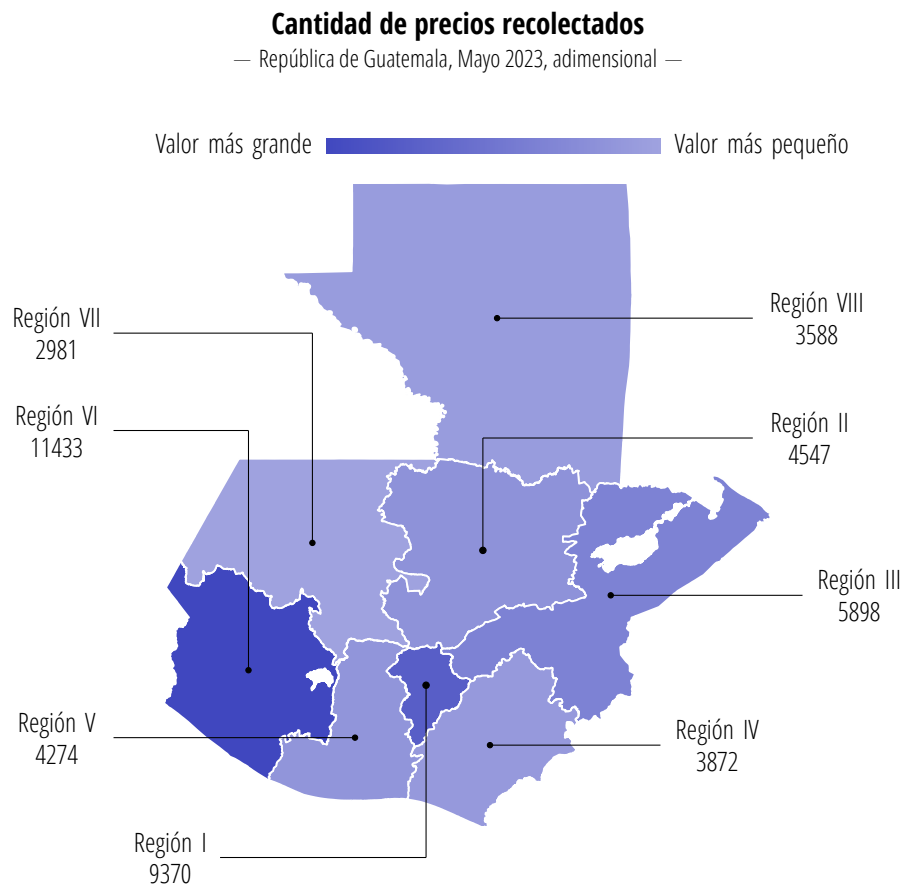 Cantidad de precios recolectados
— República de Guatemala, Mayo 2023, adimensional —
Valor más grande
Valor más pequeño
Región VIII
3588
Región VII
2981
Región VI
11433
Región II
4547
Región III
5898
Región V
4274
Región IV
3872
Región I
9370